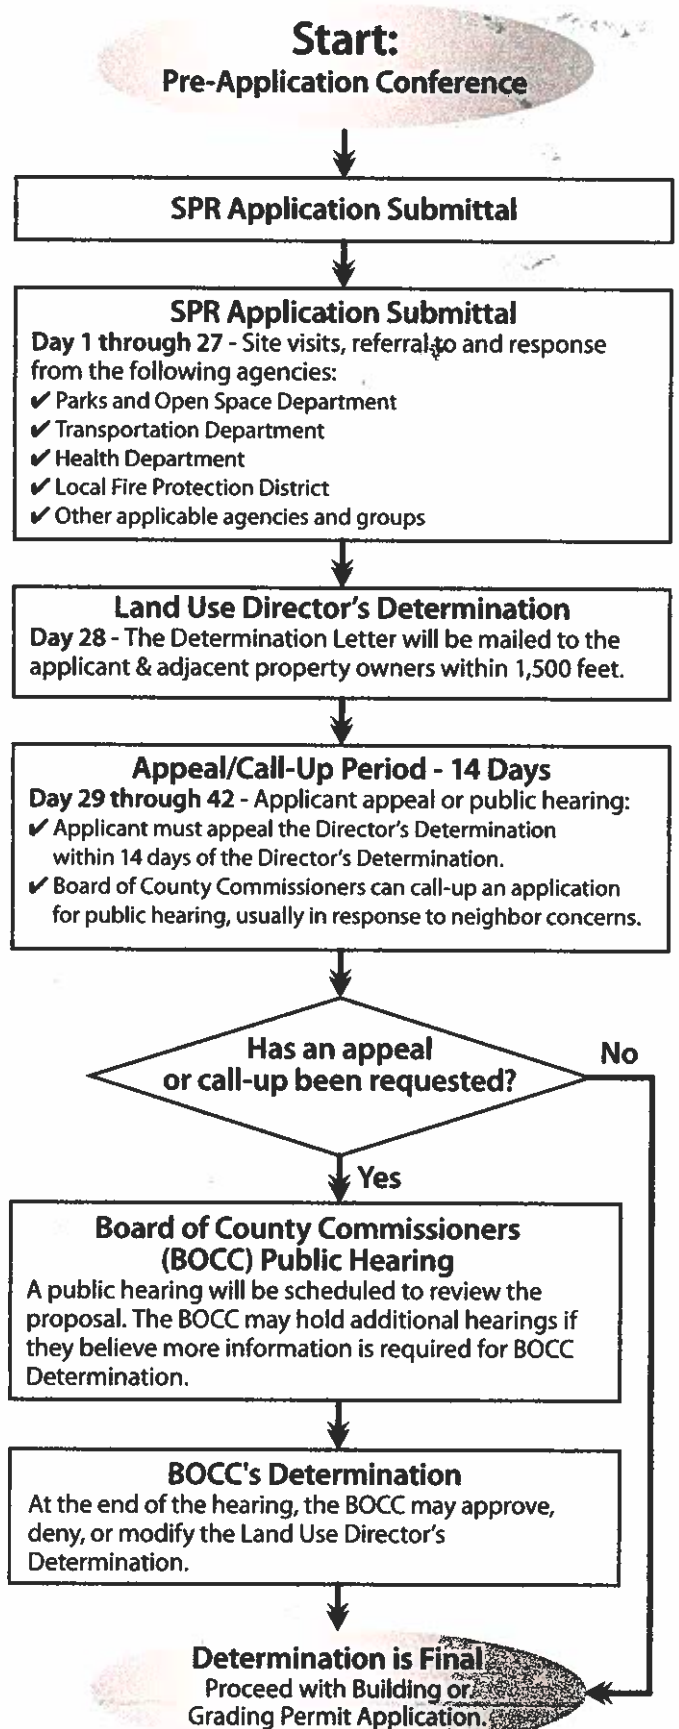 Start:
Pre-Application Conference
SPR Application Submittal
SPR Application Submittal
Day 1 through 27 - Site visits, referral to and response
from the following agencies:
✔ Parks and Open Space Department
✔ Transportation Department
✔ Health Department
✔ Local Fire Protection District
✔ Other applicable agencies and groups
Land Use Director's Determination
Day 28 - The Determination Letter will be mailed to the
applicant & adjacent property owners within 1,500 feet.
Appeal/Call-Up Period - 14 Days
Day 29 through 42 - Applicant appeal or public hearing:
✔ Applicant must appeal the Director's Determination
within 14 days of the Director's Determination.
✔ Board of County Commissioners can call-up an application
for public hearing, usually in response to neighbor concerns.
Has an appeal
or call-up been requested?
No
Yes
Board of County Commissioners
(BOCC) Public Hearing
A public hearing will be scheduled to review the
proposal. The BOCC may hold additional hearings if
they believe more information is required for BOCC
Determination.
BOCC's Determination
At the end of the hearing, the BOCC may approve,
deny, or modify the Land Use Director's
Determination.
Determination is Final
Proceed with Building or
Grading Permit Application.